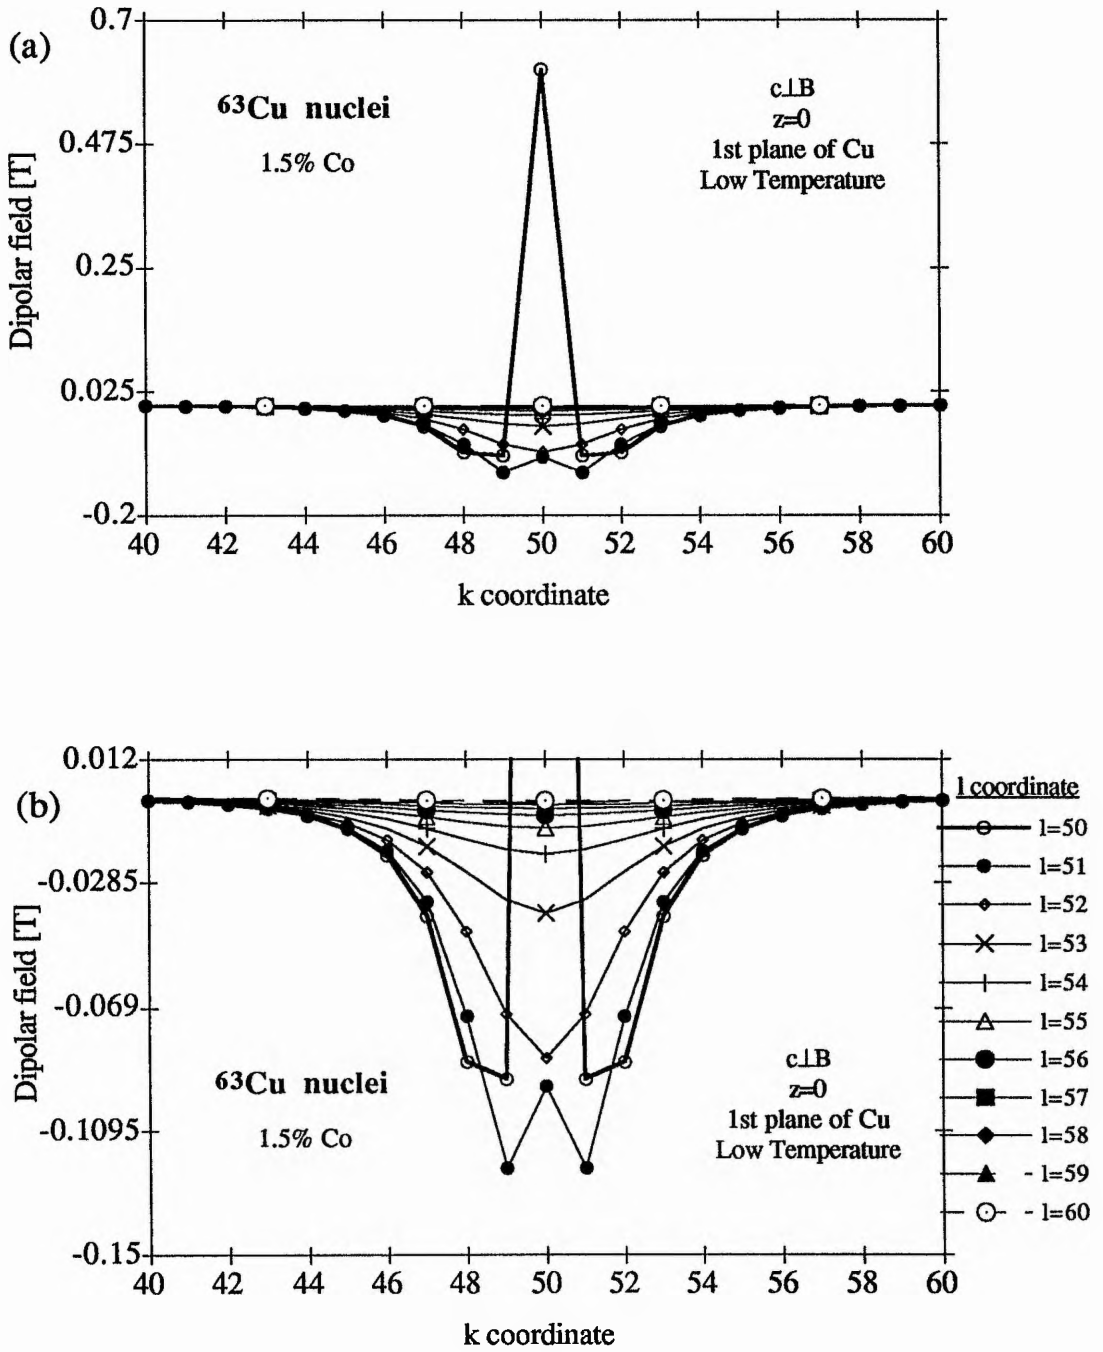 (a)
0.7
0.475
0.25
0.025
-0.2
Dipolar field [T]
63Cu nuclei
1.5% Co
c⊥B
z=0
1st plane of Cu
Low Temperature
40 42 44 46 48 50 52 54 56 58 60
k coordinate
(b)
0.012
-0.0285
-0.069
-0.1095
-0.15
Dipolar field [T]
63Cu nuclei
1.5% Co
c⊥B
z=0
1st plane of Cu
Low Temperature
40 42 44 46 48 50 52 54 56 58 60
k coordinate
l coordinate
l=50
l=51
l=52
l=53
l=54
l=55
l=56
l=57
l=58
l=59
l=60